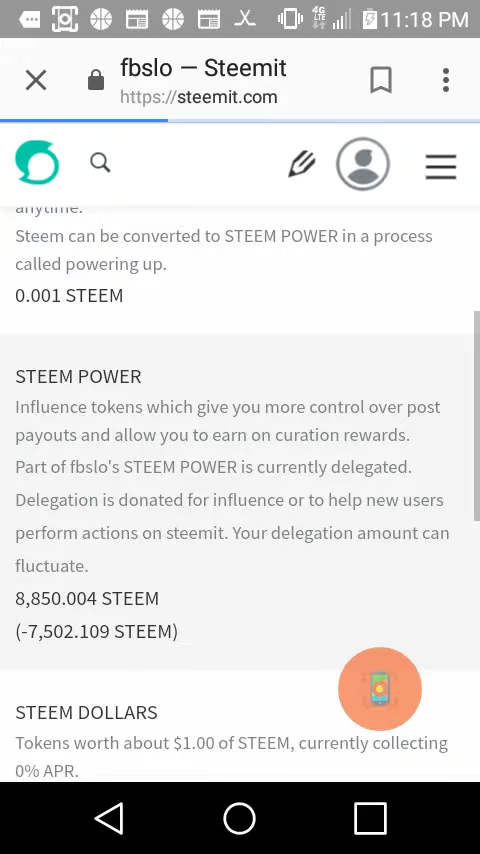 4G
LTE
11:18 PM
fbslo — Steemit
https://steemit.com
anytime.
Steem can be converted to STEEM POWER in a process
called powering up.
0.001 STEEM
STEEM POWER
Influence tokens which give you more control over post
payouts and allow you to earn on curation rewards.
Part of fbslo's STEEM POWER is currently delegated.
Delegation is donated for influence or to help new users
perform actions on steemit. Your delegation amount can
fluctuate.
8,850.004 STEEM
(-7,502.109 STEEM)
STEEM DOLLARS
Tokens worth about $1.00 of STEEM, currently collecting
0% APR.